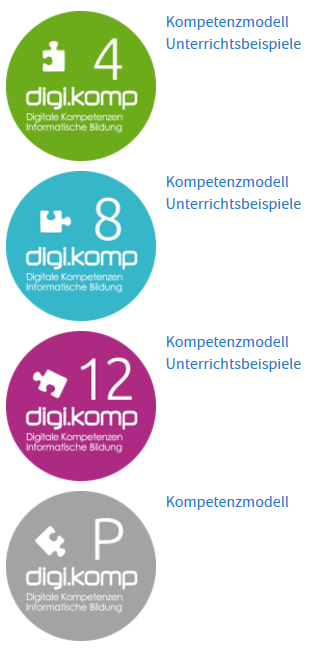 4
digi.komp
Digitale Kompetenzen
Informatische Bildung
Kompetenzmodell
Unterrichtsbeispiele
8
digi.komp
Digitale Kompetenzen
Informatische Bildung
Kompetenzmodell
Unterrichtsbeispiele
12
digi.komp
Digitale Kompetenzen
Informatische Bildung
Kompetenzmodell
Unterrichtsbeispiele
P
digi.komp
Digitale Kompetenzen
Informatische Bildung
Kompetenzmodell